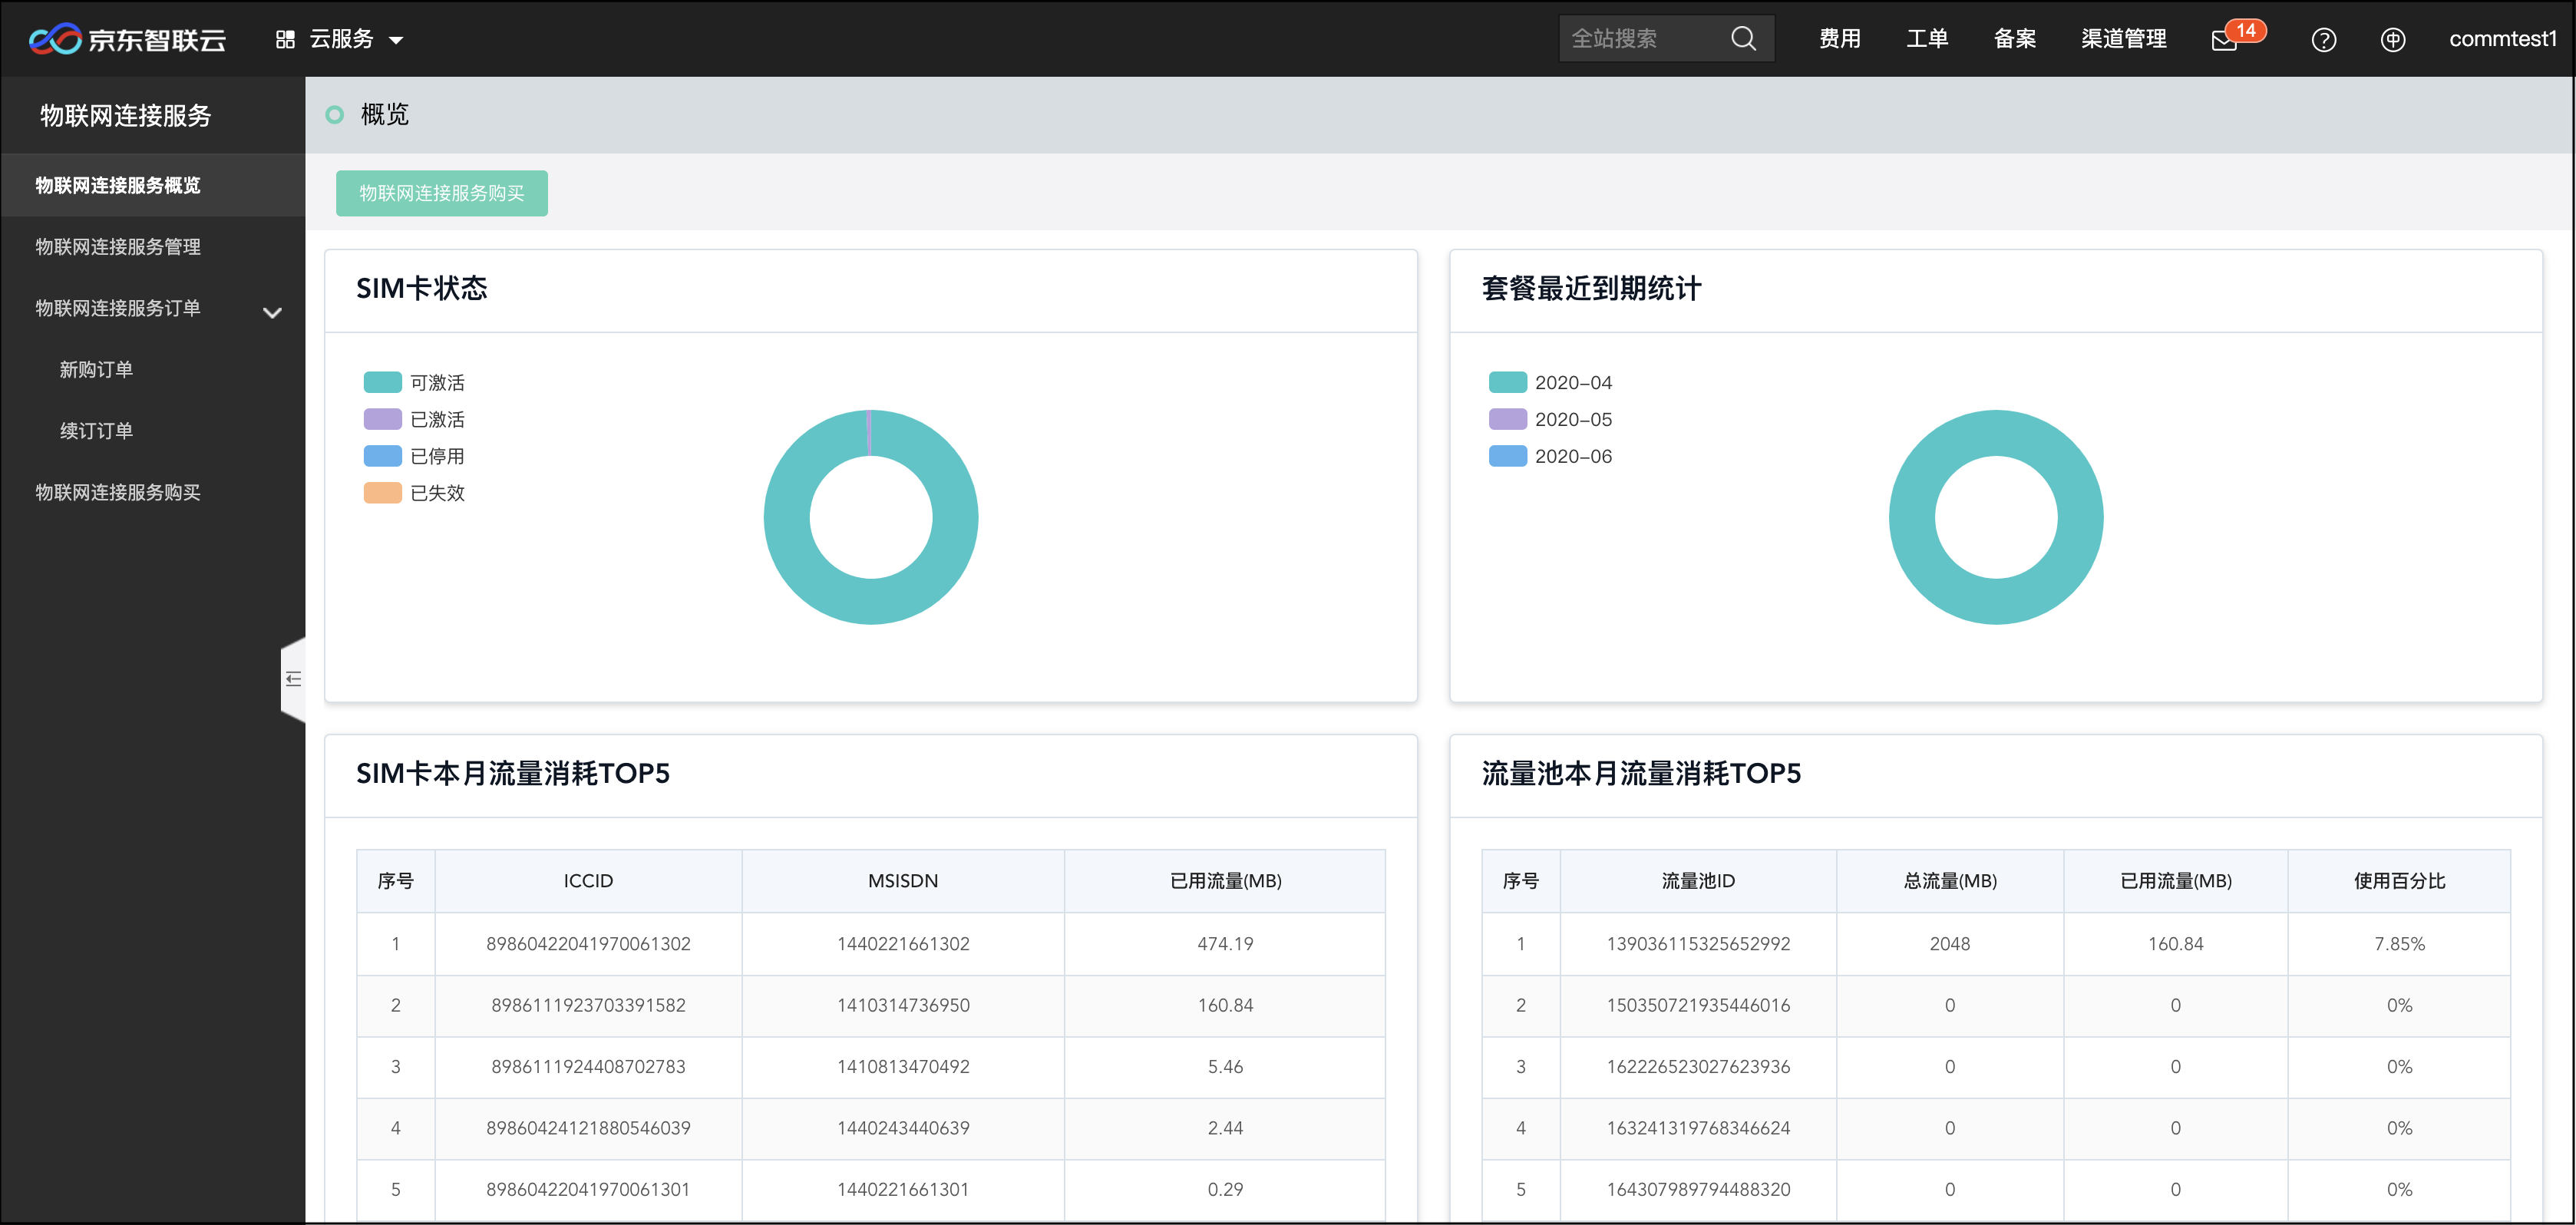 京东智联云 云服务 全站搜索 费用 工单 备案 渠道管理 14 commtest1
物联网连接服务
物联网连接服务概览
物联网连接服务管理
物联网连接服务订单
新购订单
续订订单
物联网连接服务购买
概览
物联网连接服务购买
SIM卡状态
可激活
已激活
已停用
已失效
套餐最近到期统计
2020-04
2020-05
2020-06
SIM卡本月流量消耗TOP5
序号 ICCID MSISDN 已用流量(MB)
1 89860422041970061302 1440221661302 474.19
2 8986111923703391582 1410314736950 160.84
3 8986111924408702783 1410813470492 5.46
4 89860424121880546039 1440243440639 2.44
5 89860422041970061301 1440221661301 0.29
流量池本月流量消耗TOP5
序号 流量池ID 总流量(MB) 已用流量(MB) 使用百分比
1 139036115325652992 2048 160.84 7.85%
2 150350721935446016 0 0 0%
3 162226523027623936 0 0 0%
4 163241319768346624 0 0 0%
5 164307989794488320 0 0 0%